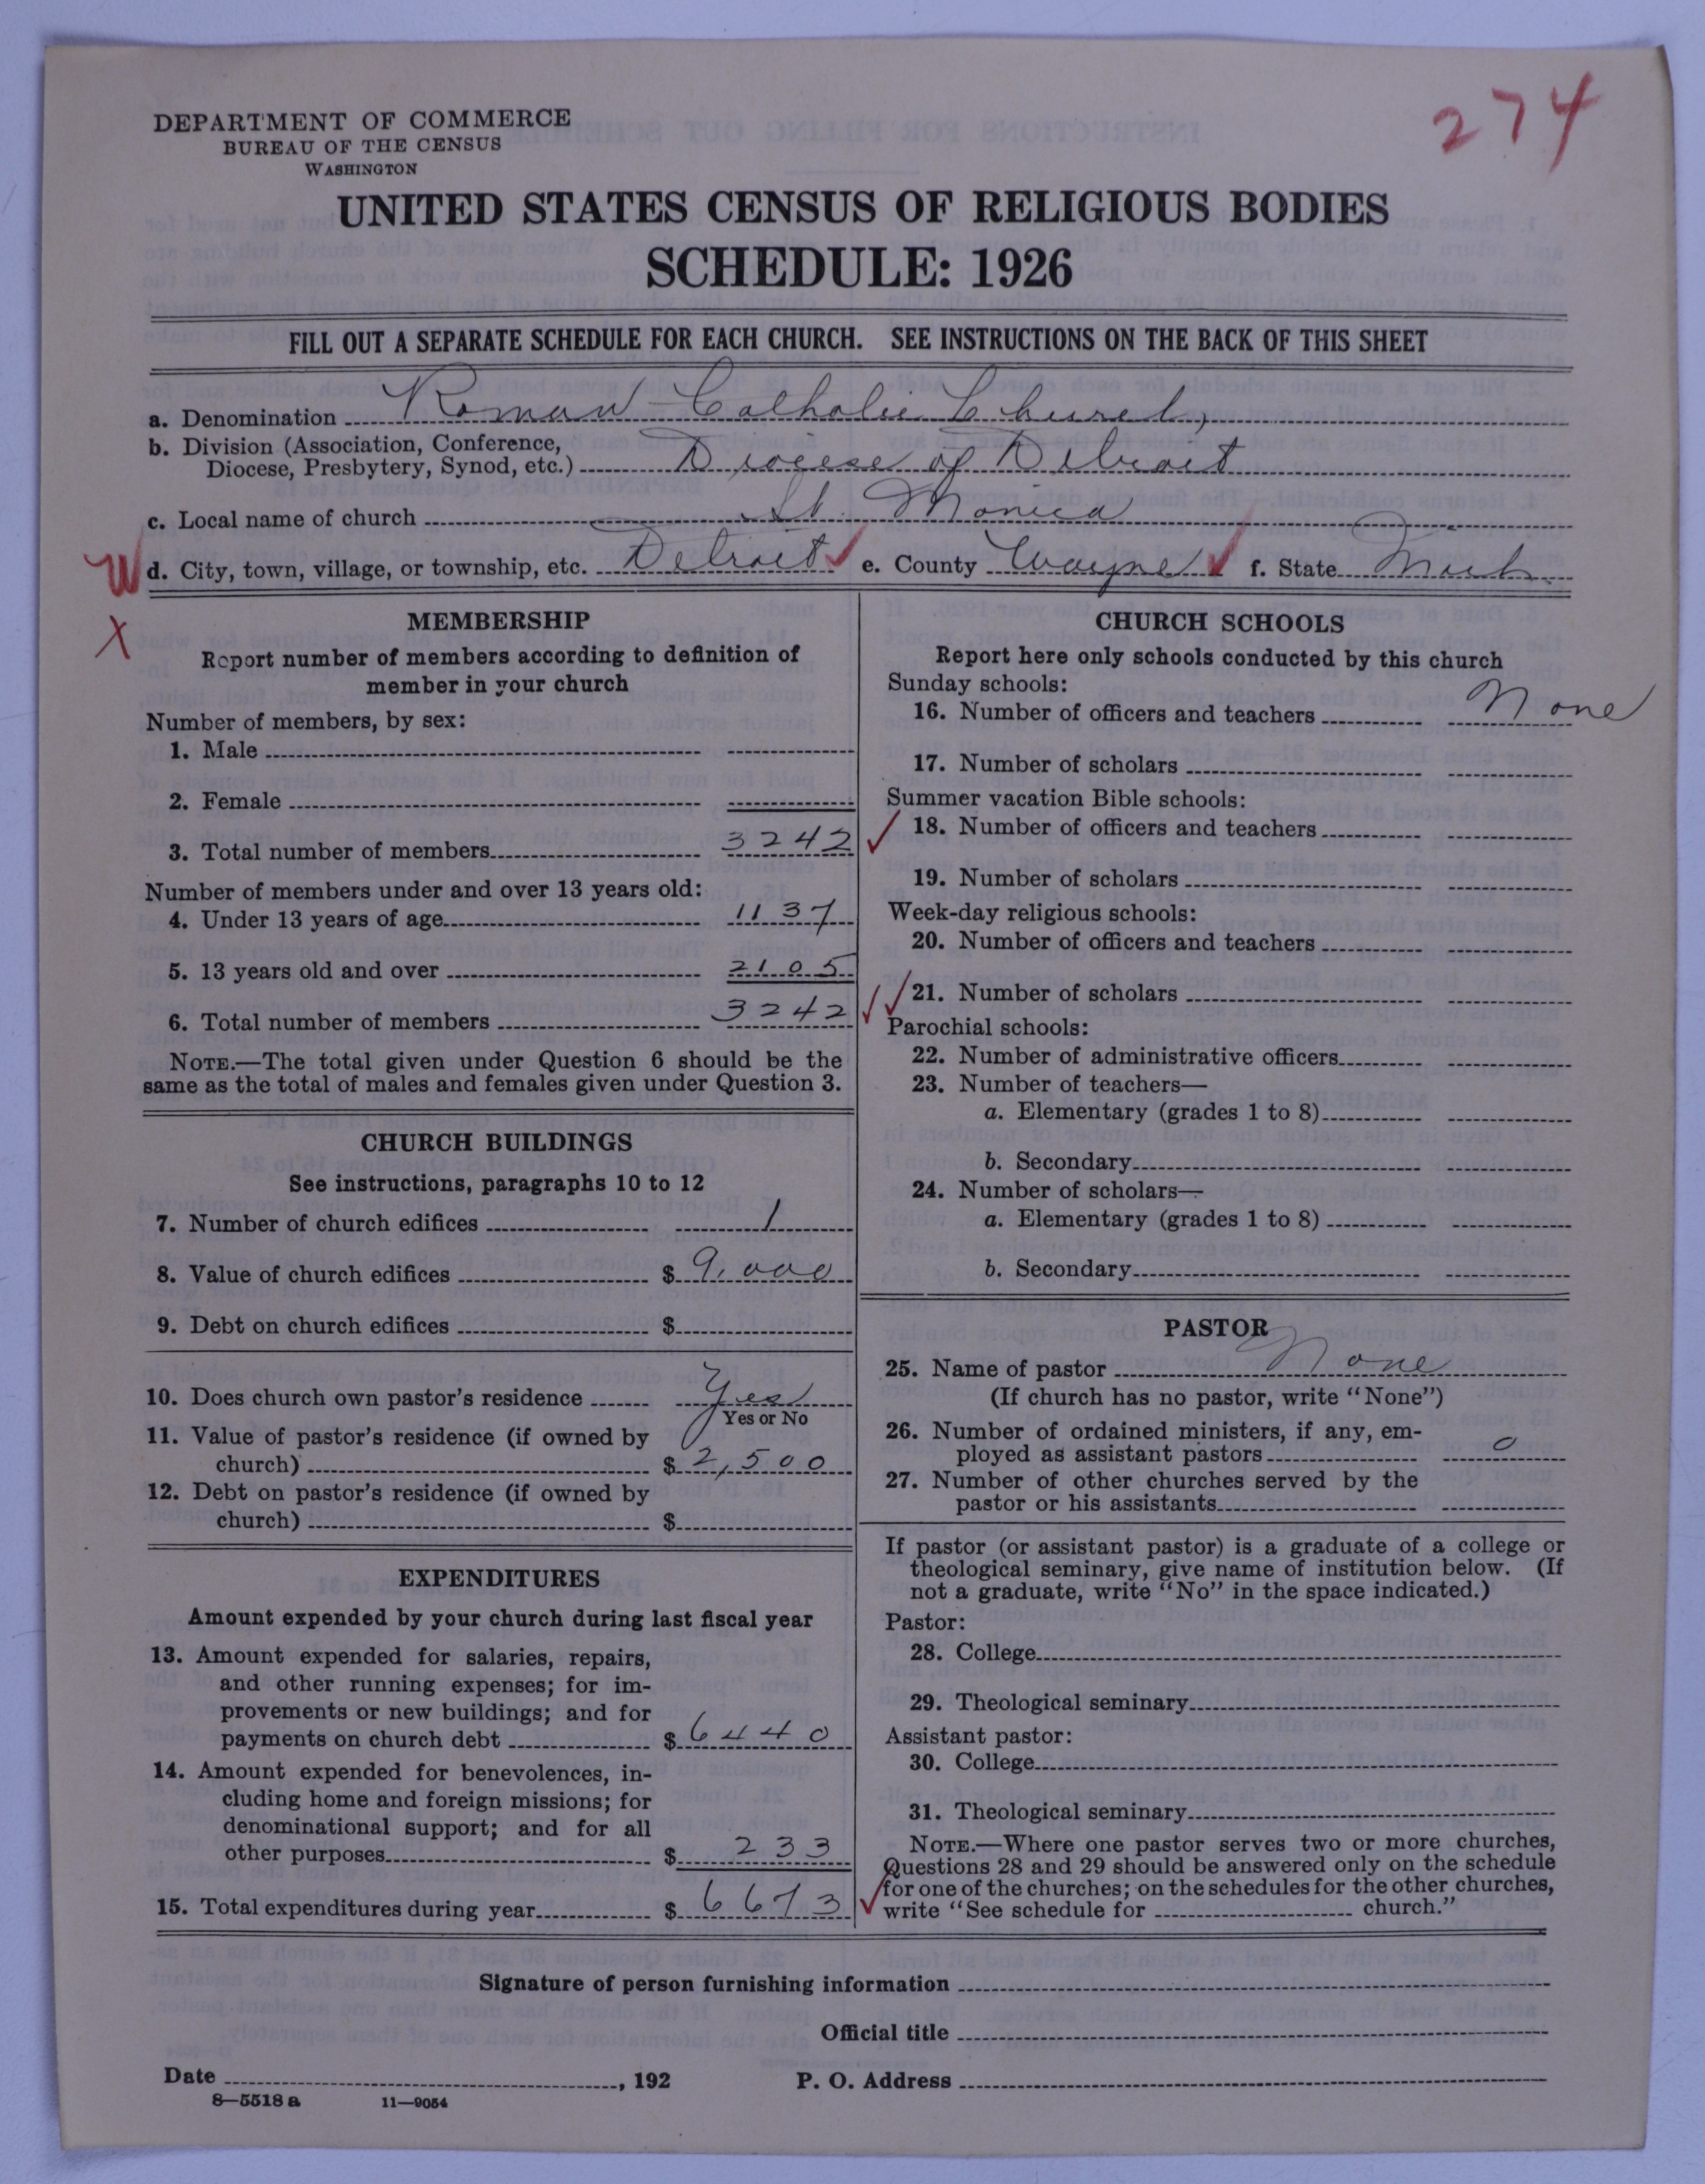 274
DEPARTMENT OF COMMERCE
BUREAU OF THE CENSUS
WASHINGTON
UNITED STATES CENSUS OF RELIGIOUS BODIES
SCHEDULE: 1926
FILL OUT A SEPARATE SCHEDULE FOR EACH CHURCH. SEE INSTRUCTIONS ON THE BACK OF THIS SHEET
a. Denomination Roman Catholic Church,
b. Division (Association, Conference,
Diocese, Presbytery, Synod, etc.) Diocese of Detroit
c. Local name of church St. Monica
W d. City, town, village, or township, etc. Detroit ✓ e. County Wayne ✓ f. State Mich.
X
MEMBERSHIP
Report number of members according to definition of
member in your church
Number of members, by sex:
1. Male
2. Female
3. Total number of members 3242 ✓
Number of members under and over 13 years old:
4. Under 13 years of age 1137
5. 13 years old and over 2105
6. Total number of members 3242 ✓✓
NOTE.—The total given under Question 6 should be the
same as the total of males and females given under Question 3.
CHURCH BUILDINGS
See instructions, paragraphs 10 to 12
7. Number of church edifices 1
8. Value of church edifices $ 9,000
9. Debt on church edifices $
10. Does church own pastor's residence Yes
Yes or No
11. Value of pastor's residence (if owned by
church) $ 2,500
12. Debt on pastor's residence (if owned by
church) $
EXPENDITURES
Amount expended by your church during last fiscal year
13. Amount expended for salaries, repairs,
and other running expenses; for im-
provements or new buildings; and for
payments on church debt $ 6440
14. Amount expended for benevolences, in-
cluding home and foreign missions; for
denominational support; and for all
other purposes $ 233
15. Total expenditures during year $ 6673 ✓
CHURCH SCHOOLS
Report here only schools conducted by this church
Sunday schools:
16. Number of officers and teachers None
17. Number of scholars
Summer vacation Bible schools:
18. Number of officers and teachers
19. Number of scholars
Week-day religious schools:
20. Number of officers and teachers
21. Number of scholars
Parochial schools:
22. Number of administrative officers
23. Number of teachers—
a. Elementary (grades 1 to 8)
b. Secondary
24. Number of scholars—
a. Elementary (grades 1 to 8)
b. Secondary
PASTOR
25. Name of pastor None
(If church has no pastor, write "None")
26. Number of ordained ministers, if any, em-
ployed as assistant pastors 0
27. Number of other churches served by the
pastor or his assistants
If pastor (or assistant pastor) is a graduate of a college or
theological seminary, give name of institution below. (If
not a graduate, write "No" in the space indicated.)
Pastor:
28. College
29. Theological seminary
Assistant pastor:
30. College
31. Theological seminary
NOTE.—Where one pastor serves two or more churches,
Questions 28 and 29 should be answered only on the schedule
for one of the churches; on the schedules for the other churches,
write "See schedule for church."
Signature of person furnishing information
Official title
Date , 192 P. O. Address
8—5518 a 11—9054